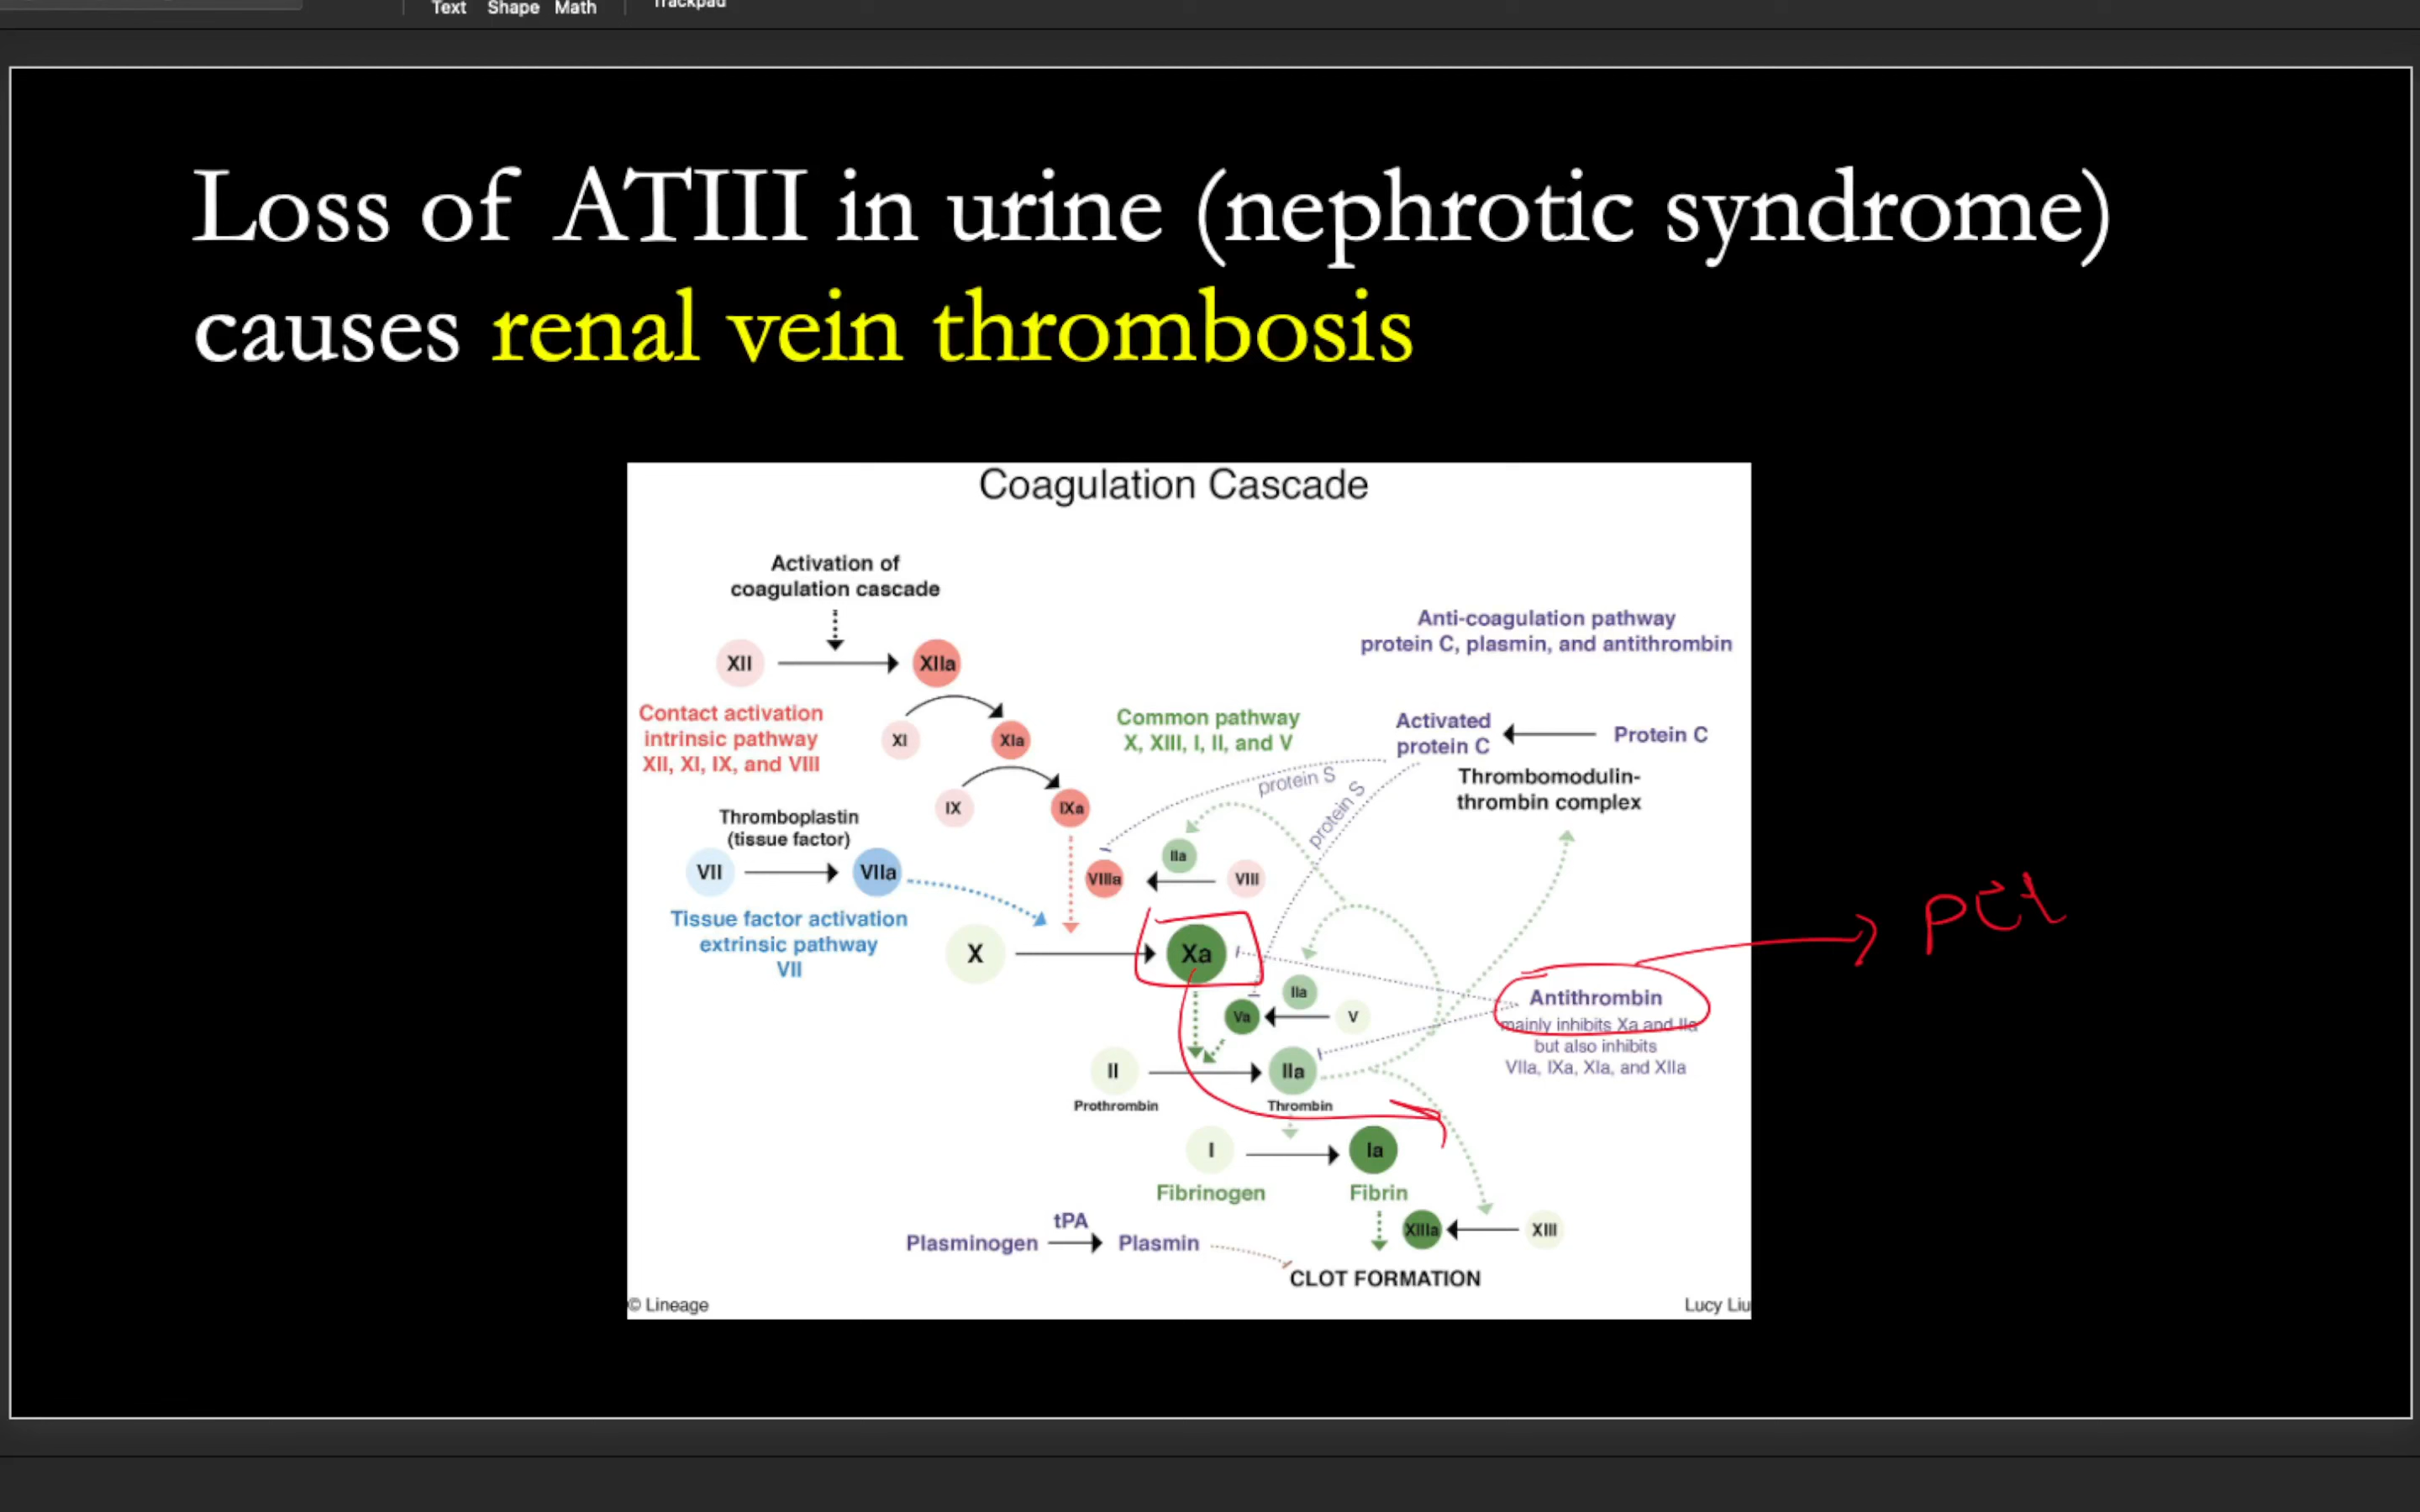 Text Shape Math Trackpad
Loss of ATIII in urine (nephrotic syndrome)
causes renal vein thrombosis
Coagulation Cascade
Activation of
coagulation cascade
Anti-coagulation pathway
protein C, plasmin, and antithrombin
XII
XIIa
Contact activation
intrinsic pathway
XII, XI, IX, and VIII
XI
XIa
Common pathway
X, XIII, I, II, and V
Activated
protein C
Protein C
Thrombomodulin-
thrombin complex
protein S
protein S
IX
IXa
Thromboplastin
(tissue factor)
VII
VIIa
IIa
VIIIa
VIII
Tissue factor activation
extrinsic pathway
VII
X
Xa
IIa
Va
V
Antithrombin
mainly inhibits Xa and IIa
but also inhibits
VIIa, IXa, XIa, and XIIa
II
IIa
Prothrombin
Thrombin
I
Ia
Fibrinogen
Fibrin
tPA
Plasminogen
Plasmin
XIIIa
XIII
CLOT FORMATION
© Lineage
Lucy Liu